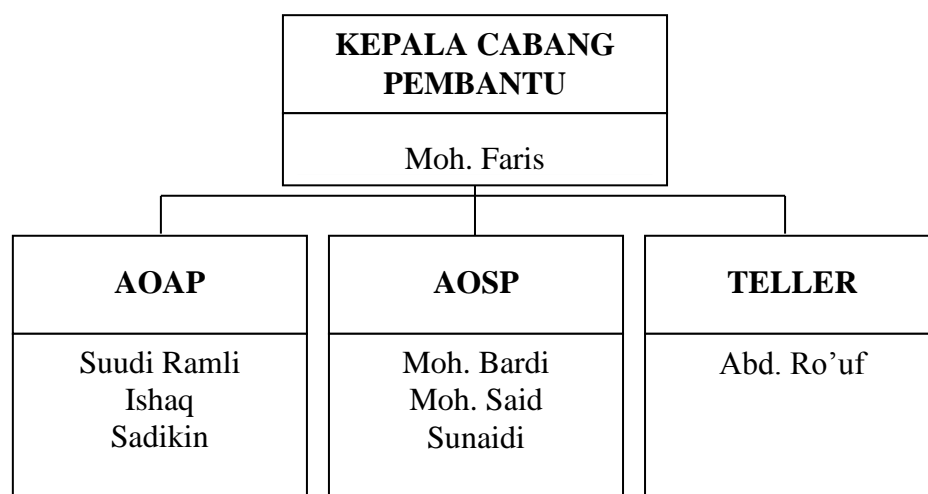 KEPALA CABANG
PEMBANTU
Moh. Faris
AOAP
Suudi Ramli
Ishaq
Sadikin
AOSP
Moh. Bardi
Moh. Said
Sunaidi
TELLER
Abd. Ro’uf